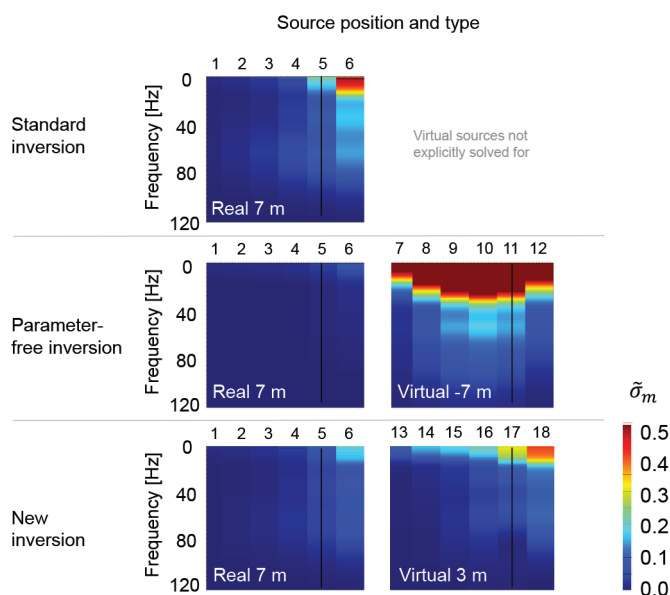 Source position and type
1 2 3 4 5 6
Standard
inversion
Frequency [Hz]
0
40
80
120
Real 7 m
Virtual sources not
explicitly solved for
1 2 3 4 5 6
7 8 9 10 11 12
Parameter-
free inversion
Frequency [Hz]
0
40
80
120
Real 7 m
Virtual -7 m
1 2 3 4 5 6
13 14 15 16 17 18
New
inversion
Frequency [Hz]
0
40
80
120
Real 7 m
Virtual 3 m
σ̃m
0.5
0.4
0.3
0.2
0.1
0.0